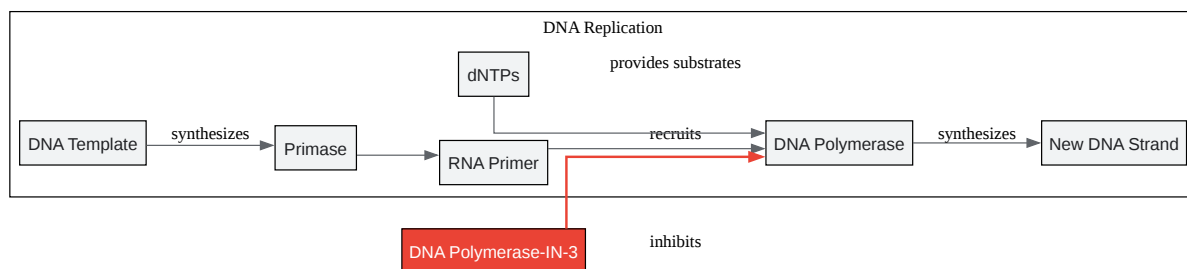 DNA Replication
dNTPs
provides substrates
DNA Template
synthesizes
Primase
RNA Primer
recruits
DNA Polymerase
synthesizes
New DNA Strand
DNA Polymerase-IN-3
inhibits